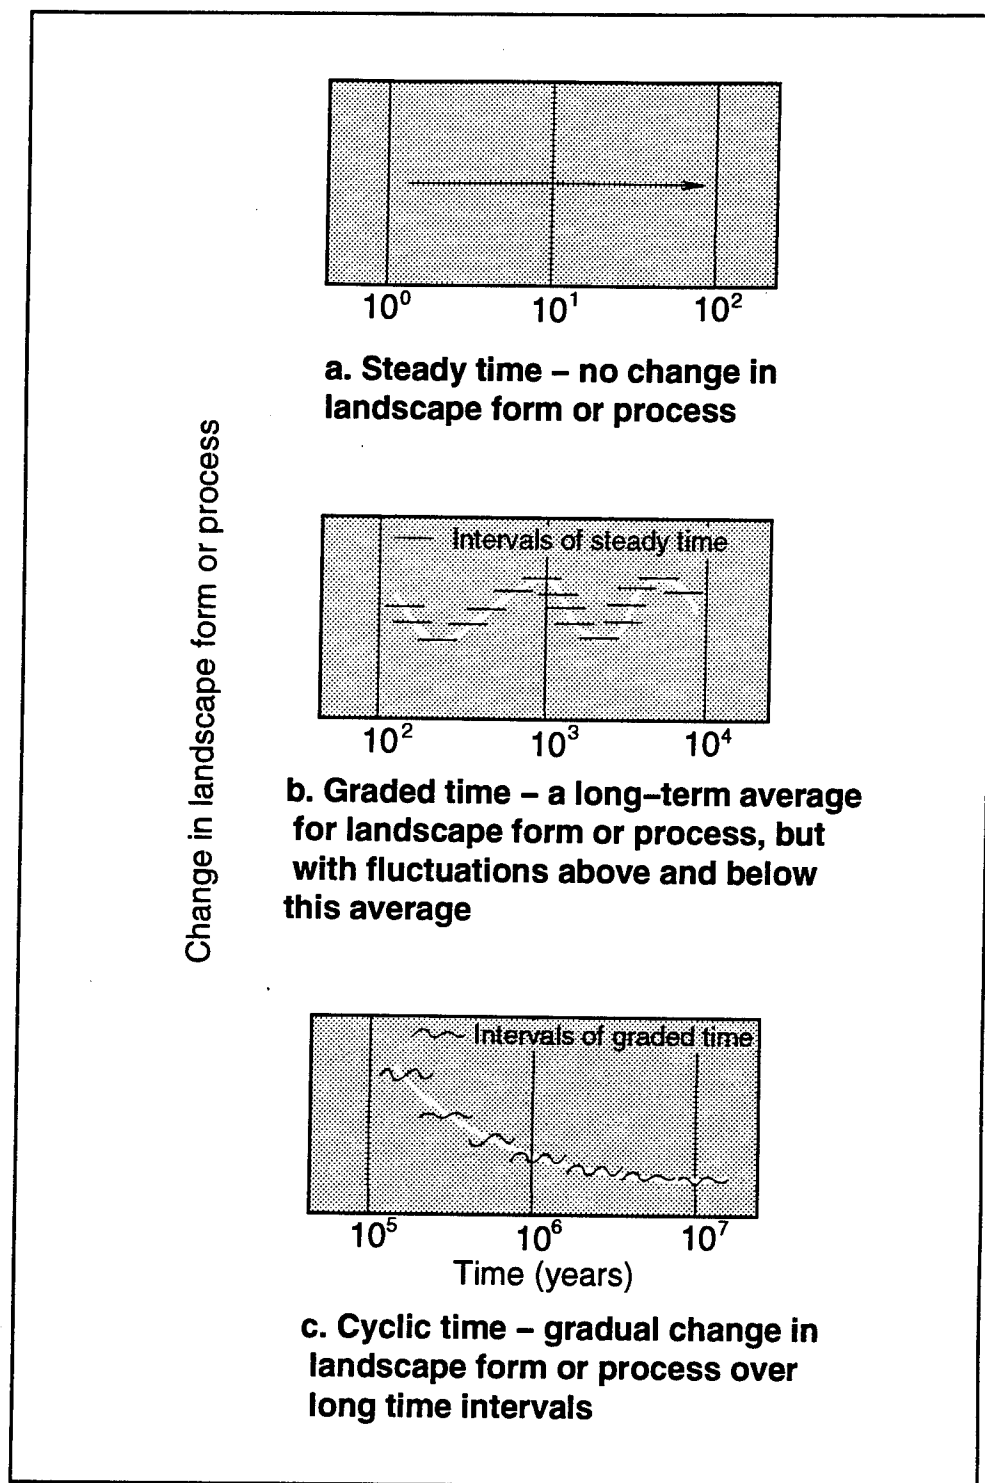 Change in landscape form or process
10⁰ 10¹ 10²
a. Steady time – no change in
landscape form or process
Intervals of steady time
10² 10³ 10⁴
b. Graded time – a long–term average
for landscape form or process, but
with fluctuations above and below
this average
Intervals of graded time
10⁵ 10⁶ 10⁷
Time (years)
c. Cyclic time – gradual change in
landscape form or process over
long time intervals